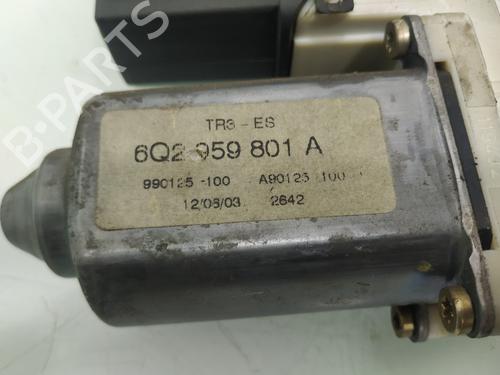 TR3 - ES
6Q2 959 801 A
990125 -100 A90125 100
12/06/03 2642
B-PARTS